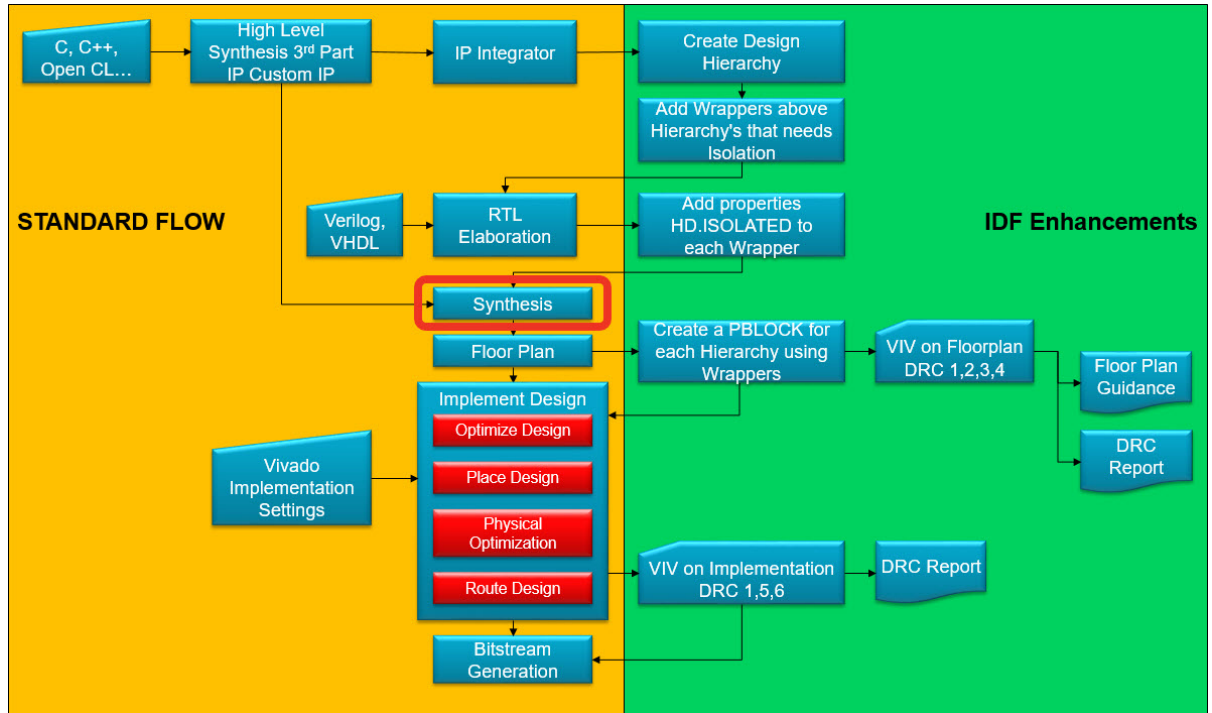 C, C++,
Open CL...
High Level
Synthesis 3rd Part
IP Custom IP
IP Integrator
Create Design
Hierarchy
Add Wrappers above
Hierarchy's that needs
Isolation
STANDARD FLOW
Verilog,
VHDL
RTL
Elaboration
Add properties
HD.ISOLATED to
each Wrapper
IDF Enhancements
Synthesis
Floor Plan
Create a PBLOCK for
each Hierarchy using
Wrappers
VIV on Floorplan
DRC 1,2,3,4
Floor Plan
Guidance
DRC
Report
Implement Design
Optimize Design
Place Design
Physical
Optimization
Route Design
Vivado
Implementation
Settings
VIV on Implementation
DRC 1,5,6
DRC Report
Bitstream
Generation